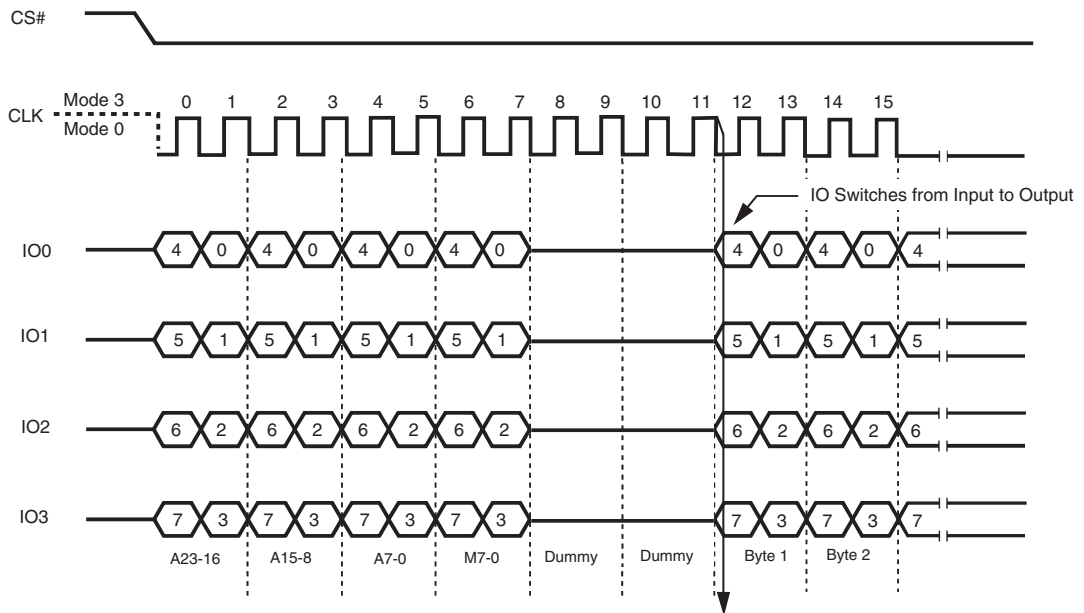 CS#
CLK
Mode 3
Mode 0
0 1 2 3 4 5 6 7 8 9 10 11 12 13 14 15
IO Switches from Input to Output
IO0 4 0 4 0 4 0 4 0 4 0 4 0 4
IO1 5 1 5 1 5 1 5 1 5 1 5 1 5
IO2 6 2 6 2 6 2 6 2 6 2 6 2 6
IO3 7 3 7 3 7 3 7 3 7 3 7 3 7
A23-16 A15-8 A7-0 M7-0 Dummy Dummy Byte 1 Byte 2